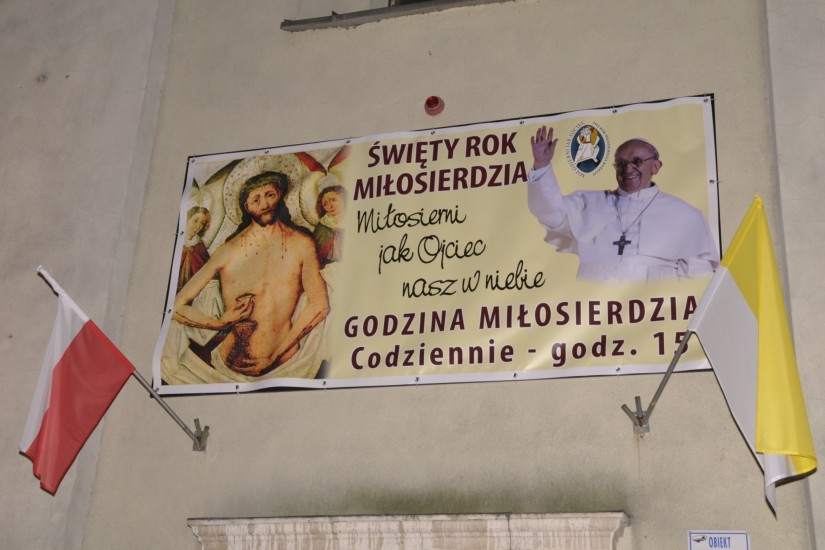 ŚWIĘTY ROK
MIŁOSIERDZIA
Miłosierni
jak Ojciec
nasz w niebie
GODZINA MIŁOSIERDZIA
Codziennie - godz. 15
OBIEKT